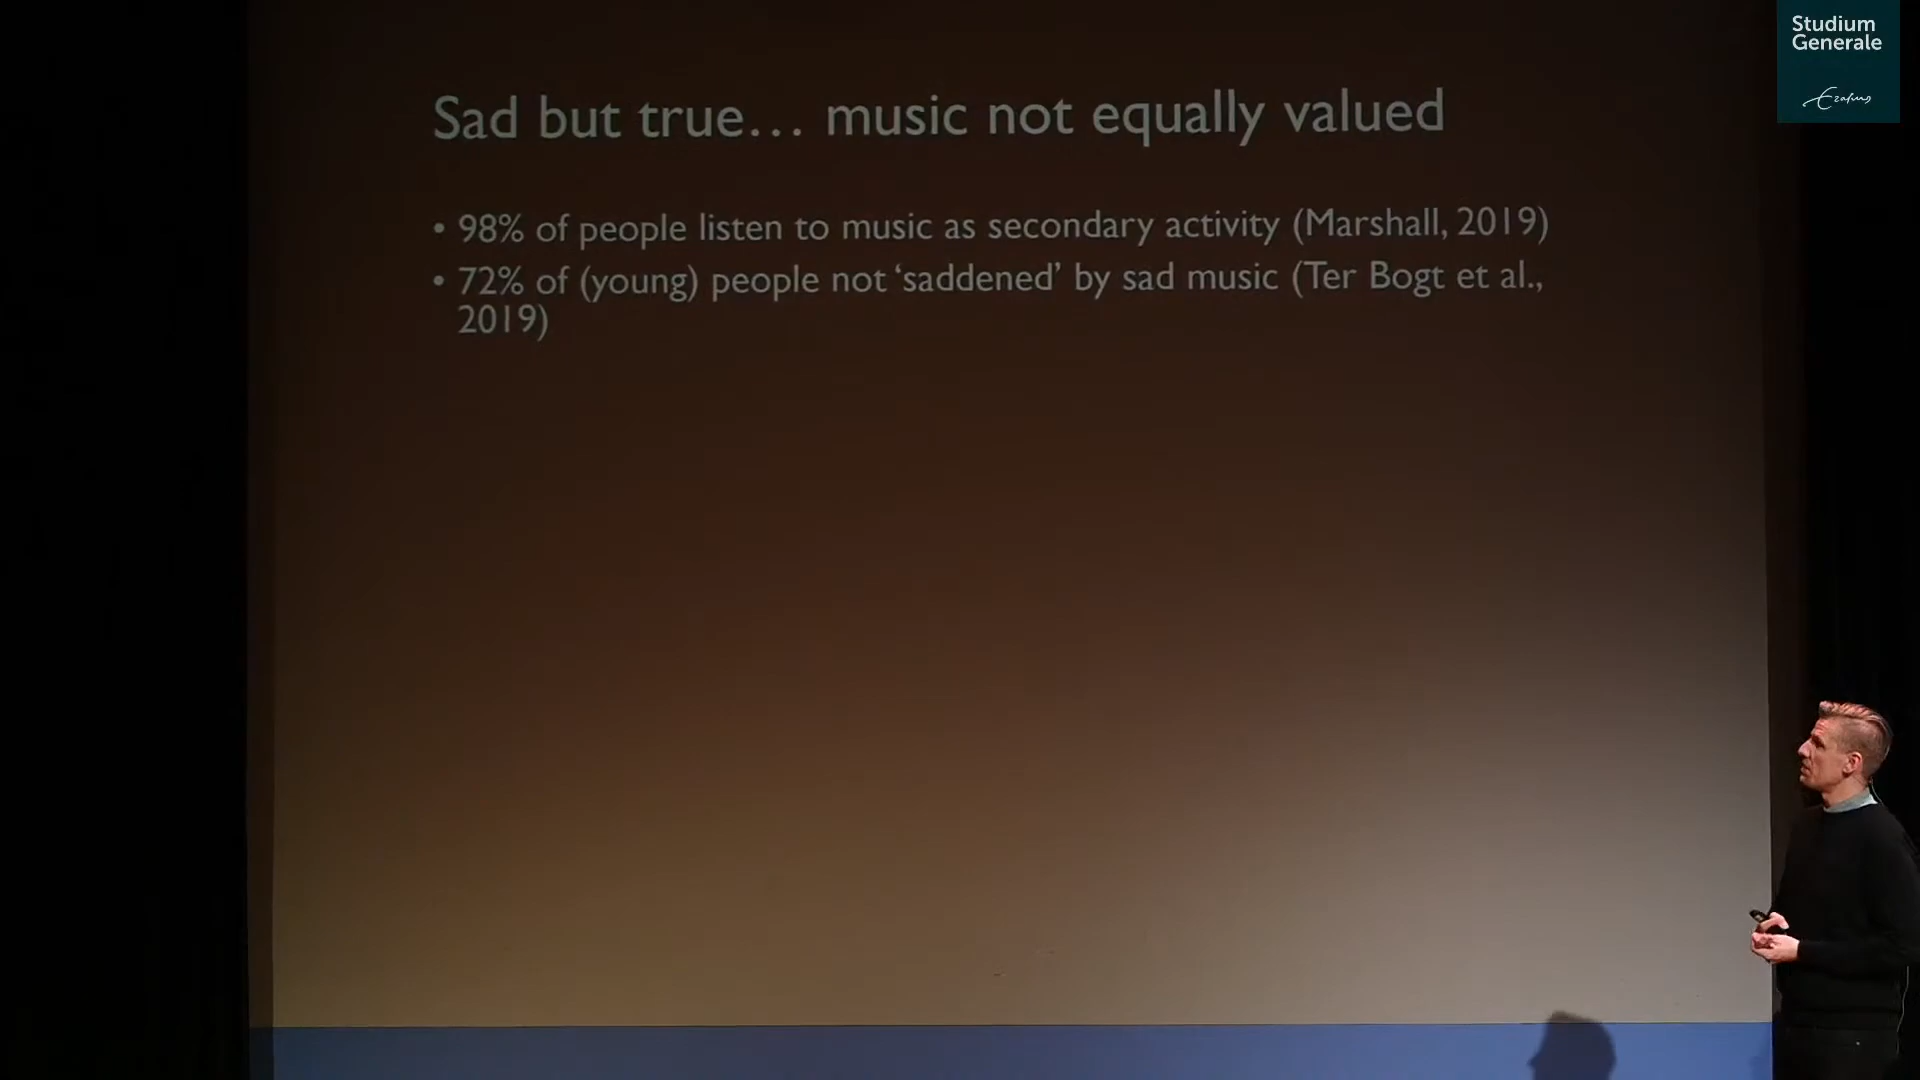 Sad but true... music not equally valued
• 98% of people listen to music as secondary activity (Marshall, 2019)
• 72% of (young) people not ‘saddened’ by sad music (Ter Bogt et al.,
2019)
Studium
Generale
Erasmus